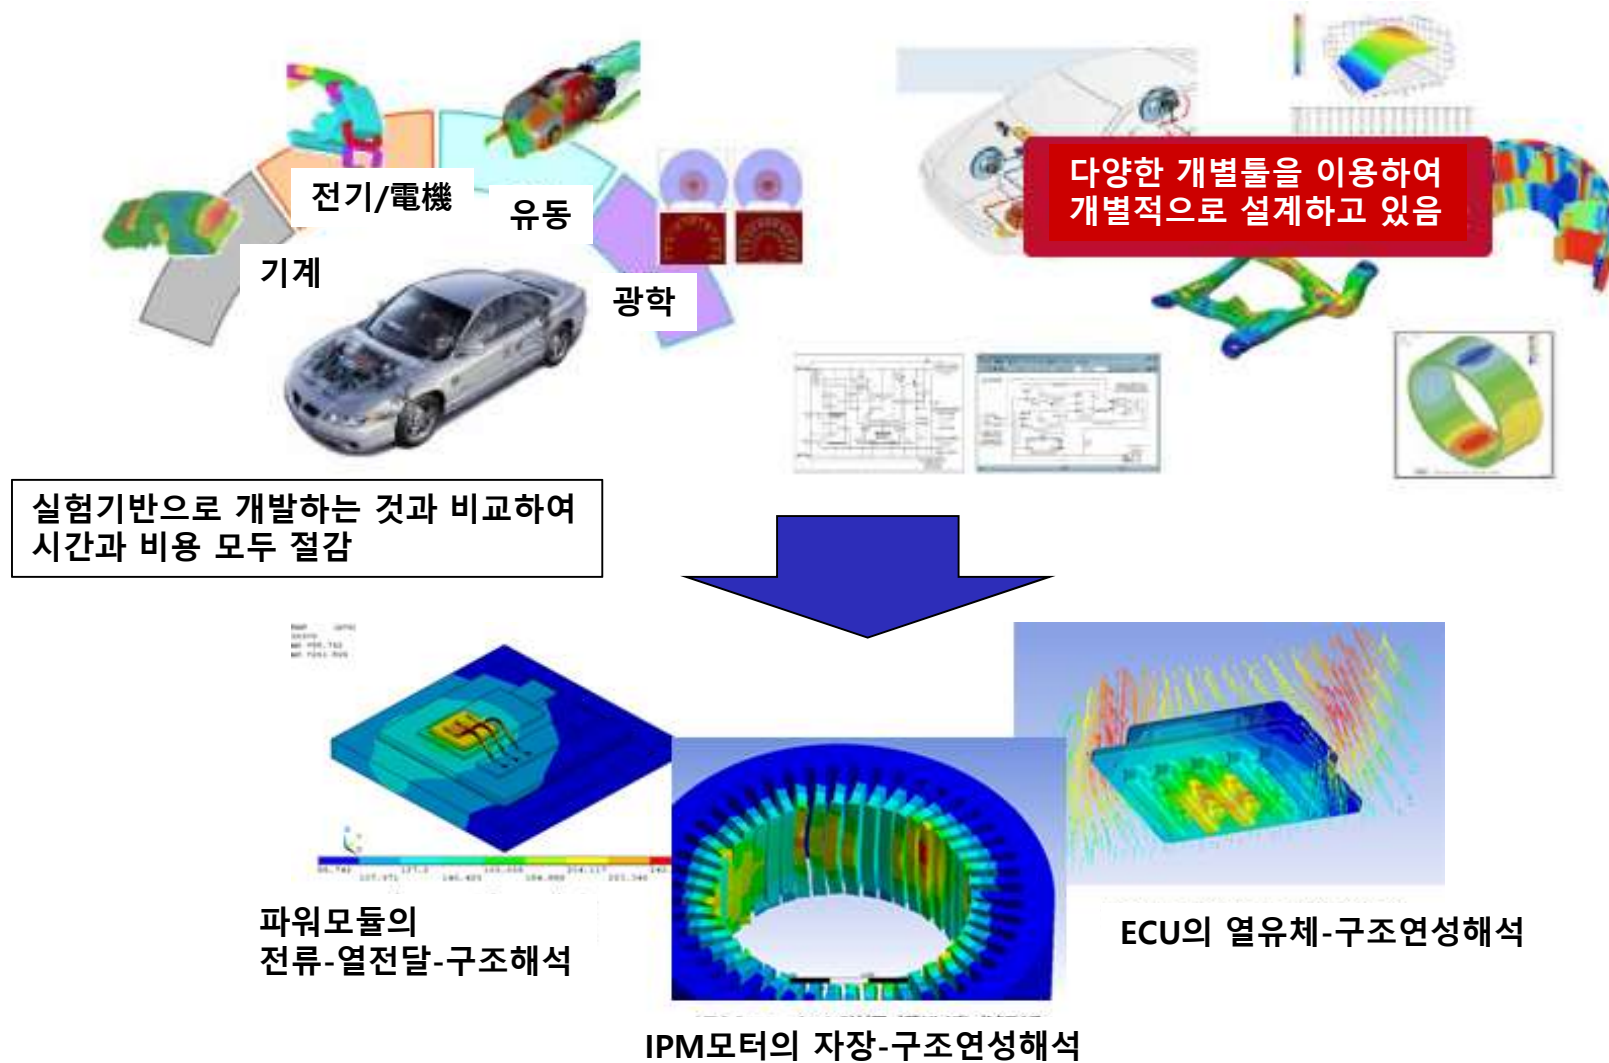 전기/電機
유동
기계
광학
다양한 개별툴을 이용하여
개별적으로 설계하고 있음
실험기반으로 개발하는 것과 비교하여
시간과 비용 모두 절감
파워모듈의
전류-열전달-구조해석
ECU의 열유체-구조연성해석
IPM모터의 자장-구조연성해석